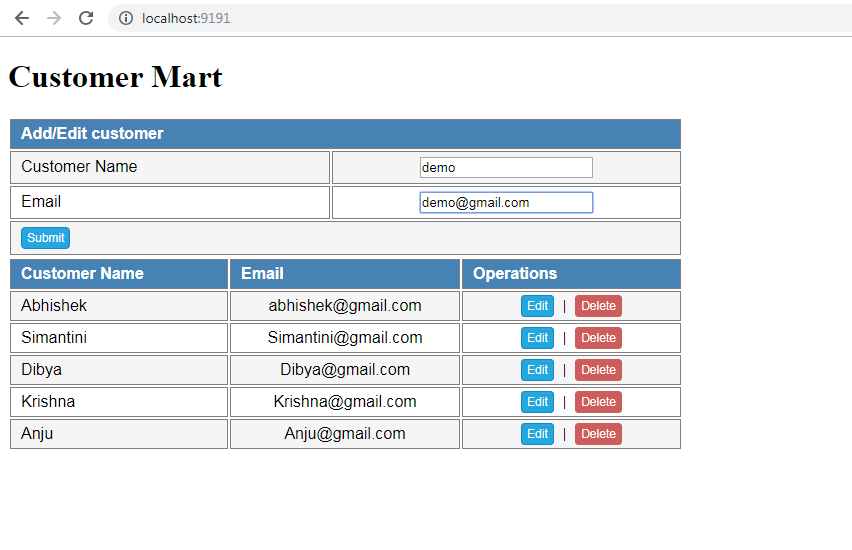 localhost:9191
Customer Mart
Add/Edit customer
Customer Name demo
Email demo@gmail.com
Submit
Customer Name Email Operations
Abhishek abhishek@gmail.com Edit | Delete
Simantini Simantini@gmail.com Edit | Delete
Dibya Dibya@gmail.com Edit | Delete
Krishna Krishna@gmail.com Edit | Delete
Anju Anju@gmail.com Edit | Delete